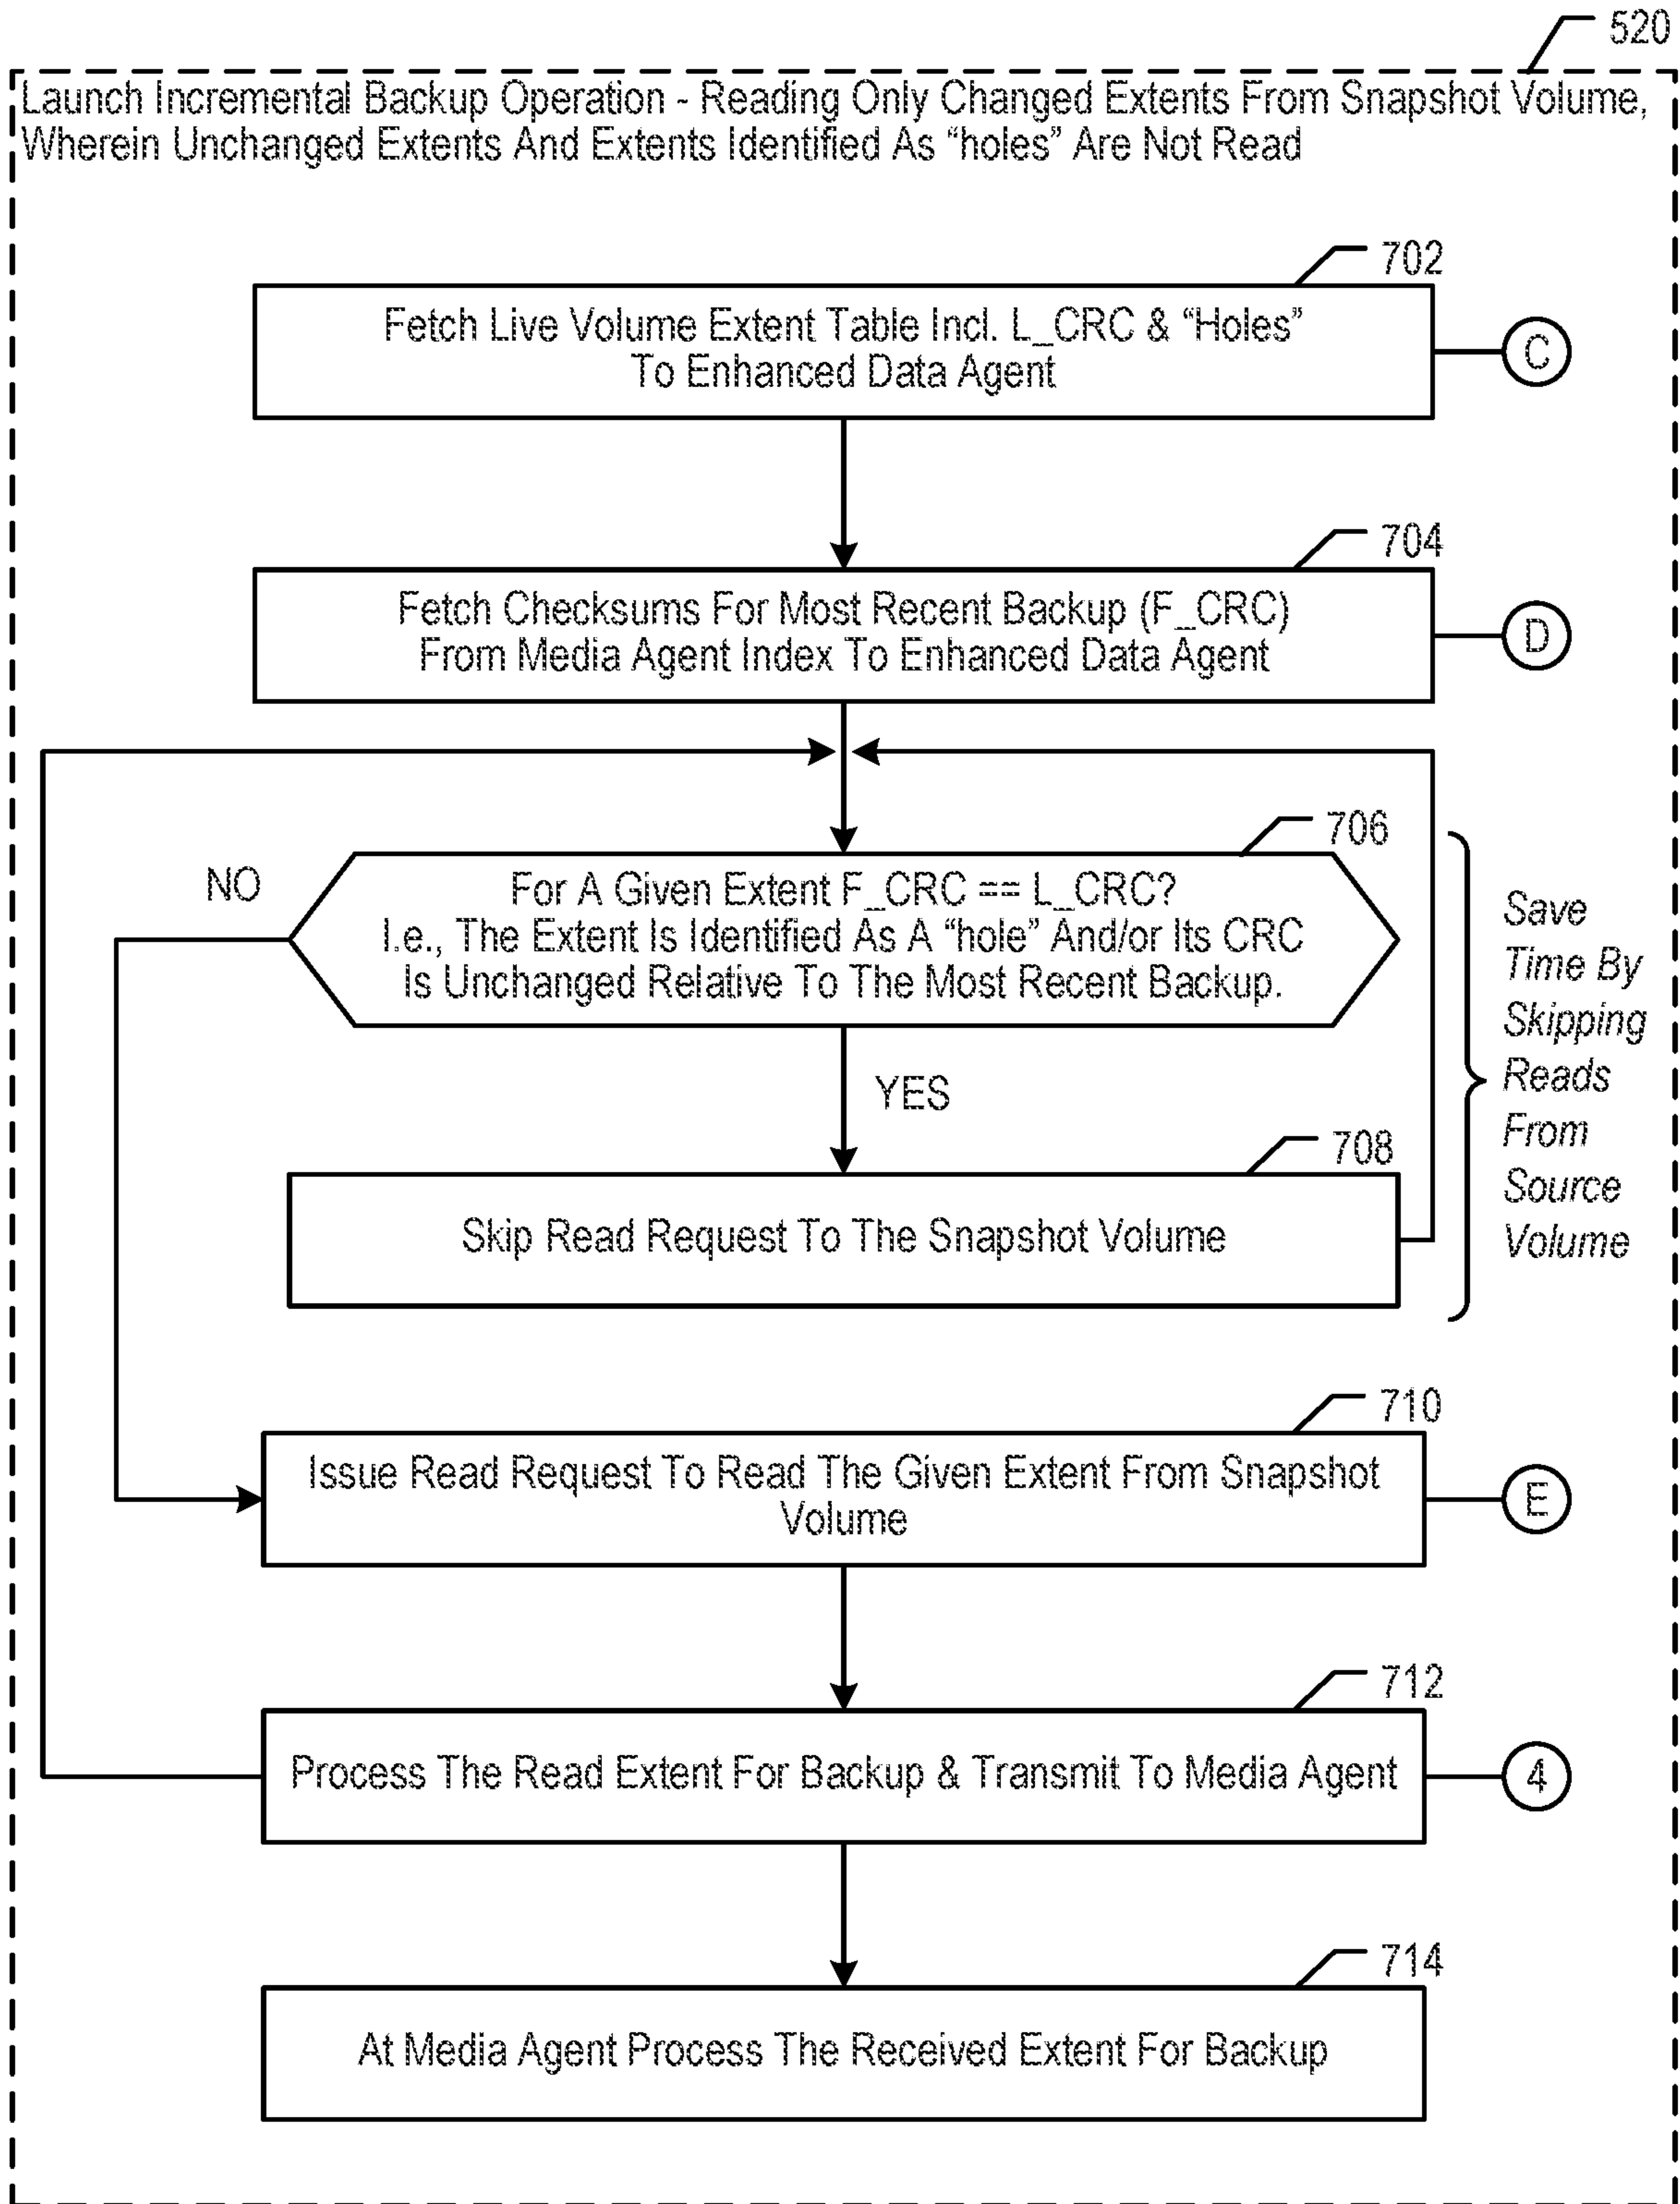 520
Launch Incremental Backup Operation - Reading Only Changed Extents From Snapshot Volume,
Wherein Unchanged Extents And Extents Identified As “holes” Are Not Read
702
Fetch Live Volume Extent Table Incl. L_CRC & “Holes”
To Enhanced Data Agent
C
704
Fetch Checksums For Most Recent Backup (F_CRC)
From Media Agent Index To Enhanced Data Agent
D
706
NO
For A Given Extent F_CRC == L_CRC?
I.e., The Extent Is Identified As A “hole” And/or Its CRC
Is Unchanged Relative To The Most Recent Backup.
YES
708
Skip Read Request To The Snapshot Volume
Save
Time By
Skipping
Reads
From
Source
Volume
710
Issue Read Request To Read The Given Extent From Snapshot
Volume
E
712
Process The Read Extent For Backup & Transmit To Media Agent
4
714
At Media Agent Process The Received Extent For Backup